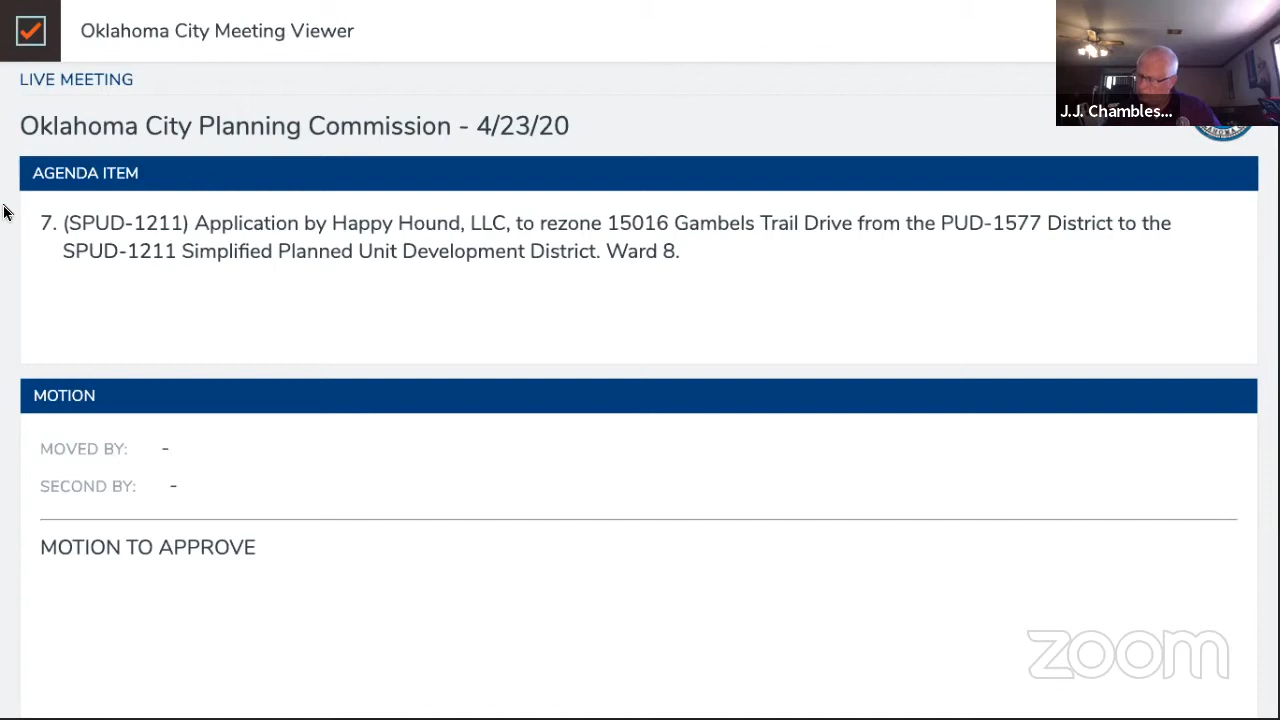 Oklahoma City Meeting Viewer
LIVE MEETING
J.J. Chambles...
Oklahoma City Planning Commission - 4/23/20
AGENDA ITEM
7. (SPUD-1211) Application by Happy Hound, LLC, to rezone 15016 Gambels Trail Drive from the PUD-1577 District to the
SPUD-1211 Simplified Planned Unit Development District. Ward 8.
MOTION
MOVED BY: -
SECOND BY: -
MOTION TO APPROVE
zoom